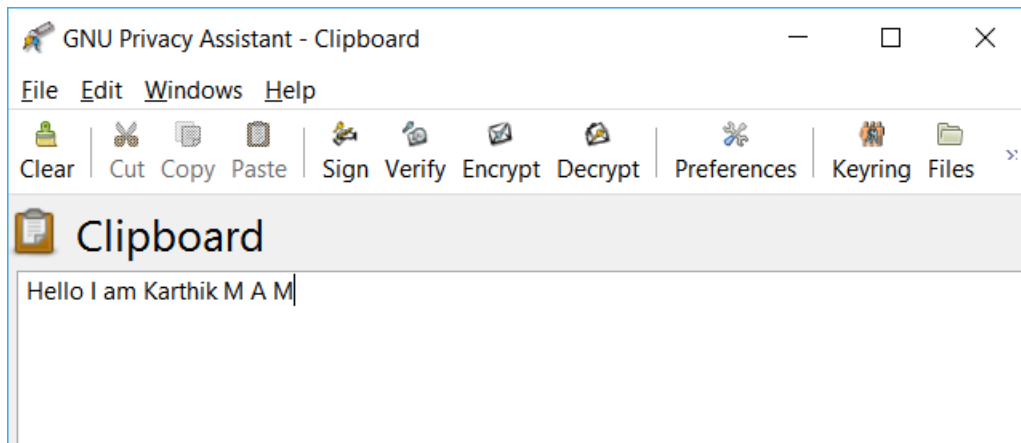 GNU Privacy Assistant - Clipboard
File Edit Windows Help
Clear Cut Copy Paste Sign Verify Encrypt Decrypt Preferences Keyring Files
Clipboard
Hello I am Karthik M A M